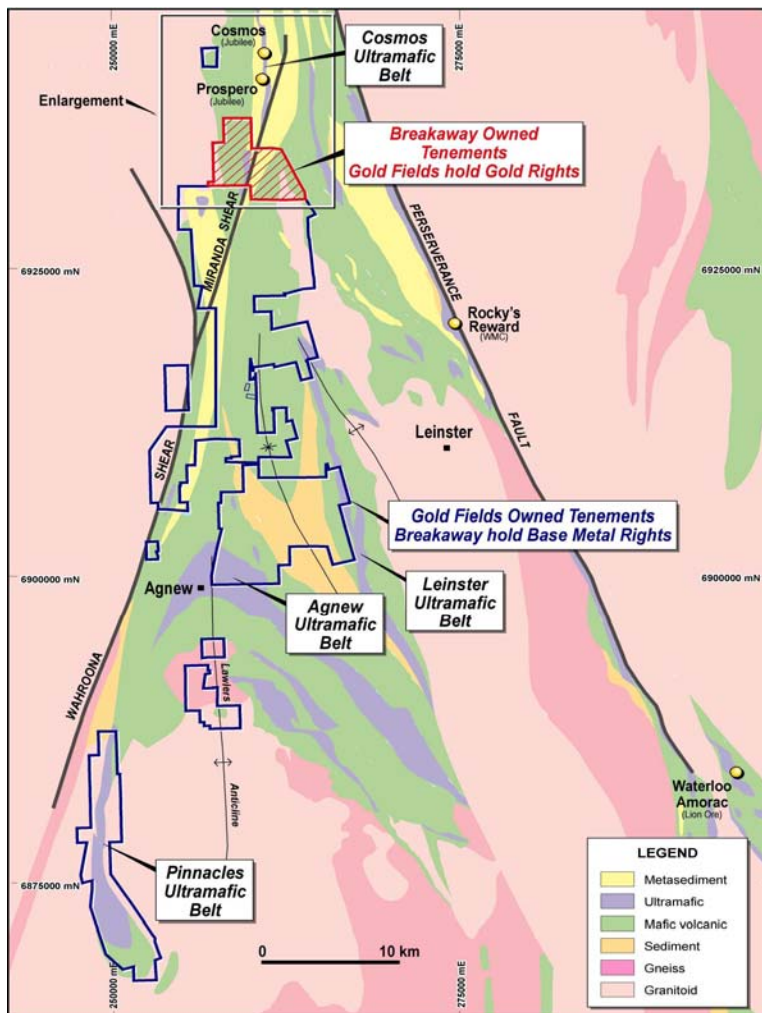 250000 mE
275000 mE
Cosmos
(Jubilee)
Prospero
(Jubilee)
Cosmos
Ultramafic
Belt
Enlargement
Breakaway Owned
Tenements
Gold Fields hold Gold Rights
MIRANDA SHEAR
PERSERVERANCE
FAULT
6925000 mN
6925000 mN
Rocky's
Reward
(WMC)
Leinster
SHEAR
WAHROONA
Gold Fields Owned Tenements
Breakaway hold Base Metal Rights
6900000 mN
6900000 mN
Agnew
Agnew
Ultramafic
Belt
Leinster
Ultramafic
Belt
Lawlers
Anticline
Waterloo
Amorac
(Lion Ore)
Pinnacles
Ultramafic
Belt
6875000 mN
0
10 km
250000 mE
275000 mE
LEGEND
Metasediment
Ultramafic
Mafic volcanic
Sediment
Gneiss
Granitoid